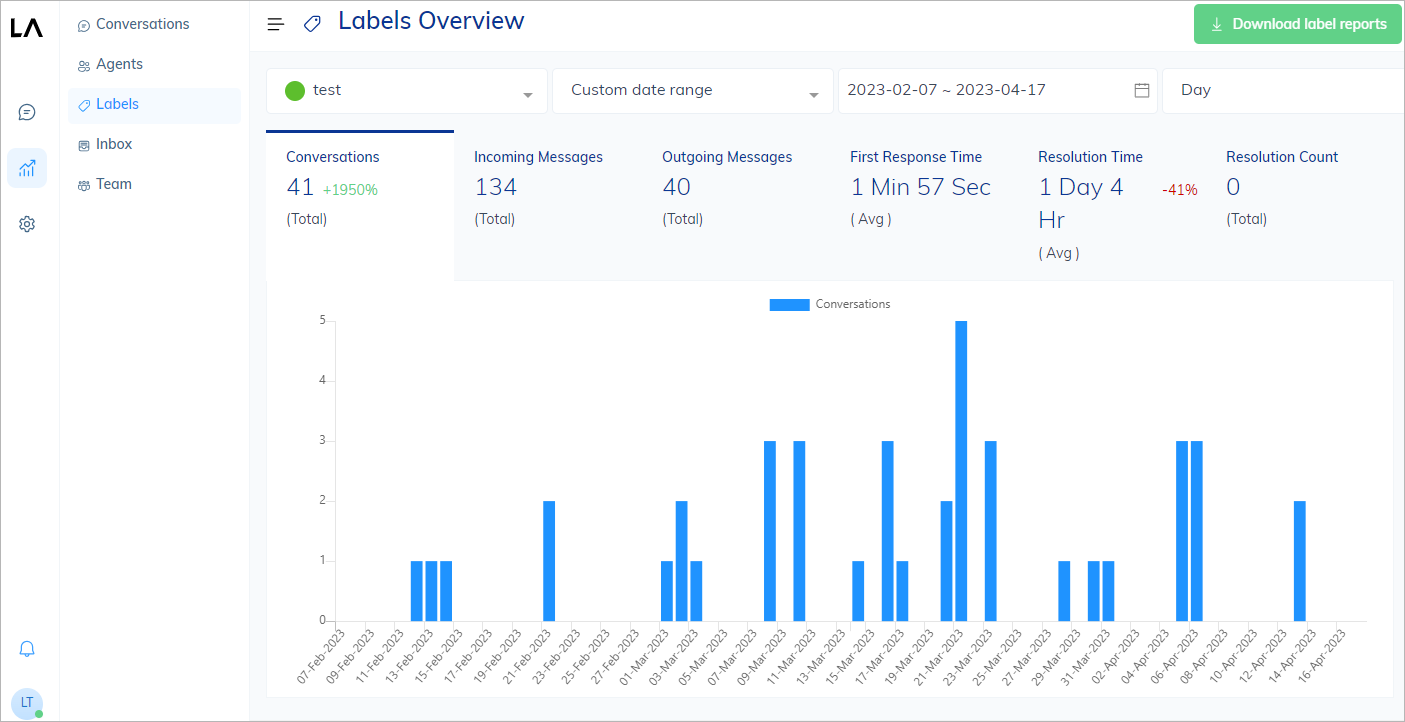 LA
Conversations
Agents
Labels
Inbox
Team
LT
Labels Overview
Download label reports
test
Custom date range
2023-02-07 ~ 2023-04-17
Day
Conversations
41 +1950%
(Total)
Incoming Messages
134
(Total)
Outgoing Messages
40
(Total)
First Response Time
1 Min 57 Sec
( Avg )
Resolution Time
1 Day 4 -41%
Hr
( Avg )
Resolution Count
0
(Total)
Conversations
5
4
3
2
1
0
07-Feb-2023
09-Feb-2023
11-Feb-2023
13-Feb-2023
15-Feb-2023
17-Feb-2023
19-Feb-2023
21-Feb-2023
23-Feb-2023
25-Feb-2023
27-Feb-2023
01-Mar-2023
03-Mar-2023
05-Mar-2023
07-Mar-2023
09-Mar-2023
11-Mar-2023
13-Mar-2023
15-Mar-2023
17-Mar-2023
19-Mar-2023
21-Mar-2023
23-Mar-2023
25-Mar-2023
27-Mar-2023
29-Mar-2023
31-Mar-2023
02-Apr-2023
04-Apr-2023
06-Apr-2023
08-Apr-2023
10-Apr-2023
12-Apr-2023
14-Apr-2023
16-Apr-2023